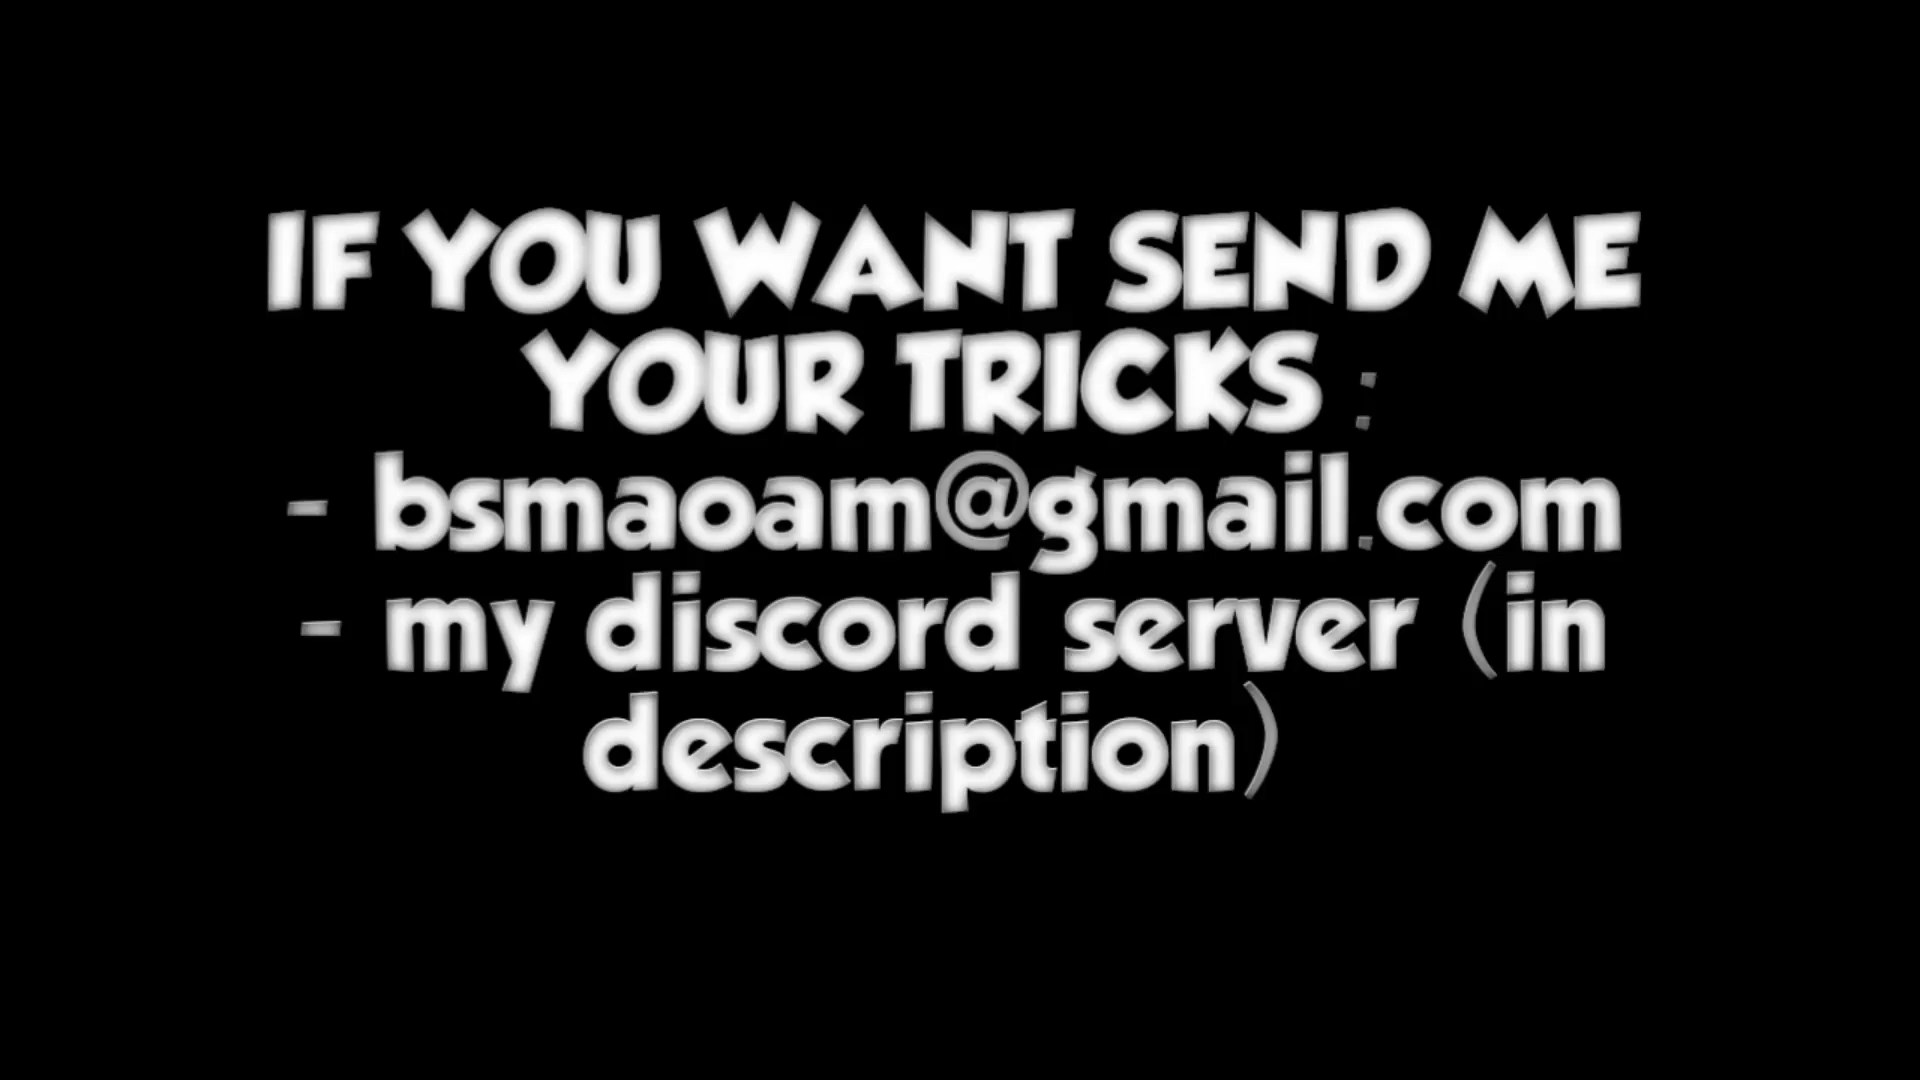 IF YOU WANT SEND ME
YOUR TRICKS :
- bsmaoam@gmail.com
- my discord server (in
description)